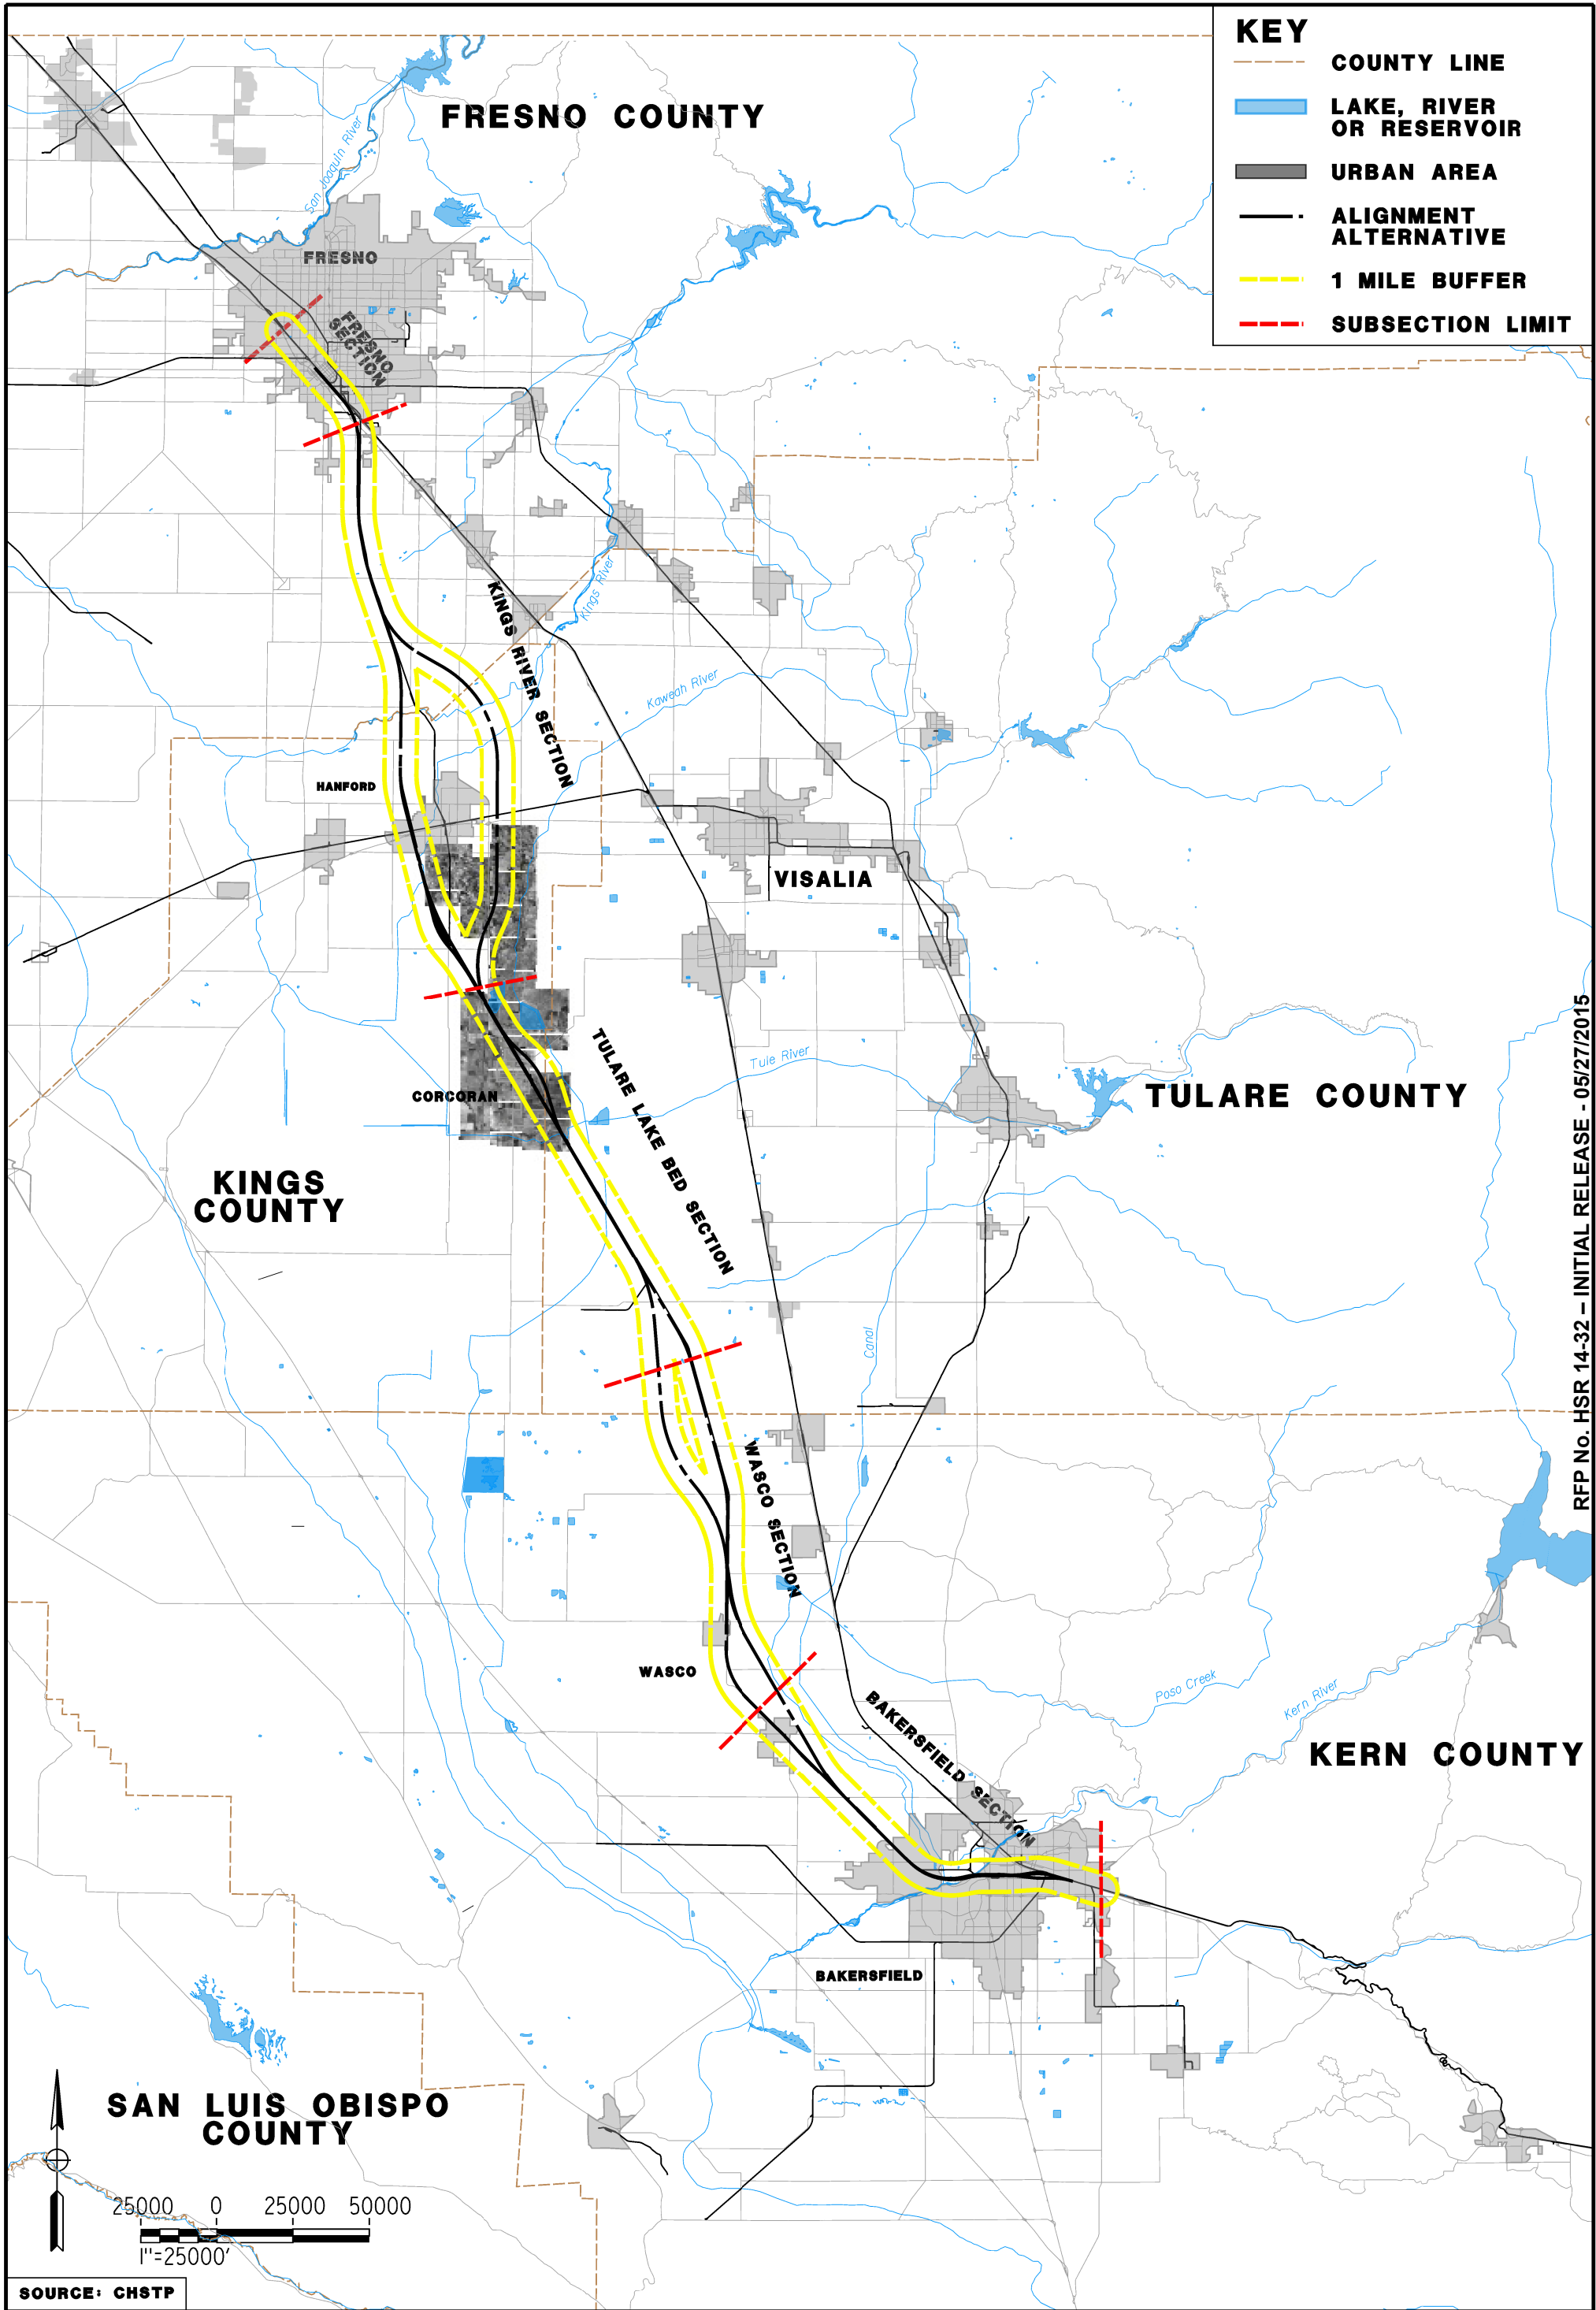 KEY
COUNTY LINE
LAKE, RIVER
OR RESERVOIR
URBAN AREA
ALIGNMENT
ALTERNATIVE
1 MILE BUFFER
SUBSECTION LIMIT
FRESNO COUNTY
San Joaquin River
FRESNO
FRESNO
SECTION
Kings River
KINGS RIVER SECTION
Kaweah River
HANFORD
VISALIA
TULARE LAKE BED SECTION
Tule River
CORCORAN
TULARE COUNTY
KINGS
COUNTY
Canal
WASCO SECTION
WASCO
Poso Creek
Kern River
BAKERSFIELD SECTION
KERN COUNTY
BAKERSFIELD
SAN LUIS OBISPO
COUNTY
25000 0 25000 50000
1"=25000'
SOURCE: CHSTP
RFP No. HSR 14-32 – INITIAL RELEASE - 05/27/2015